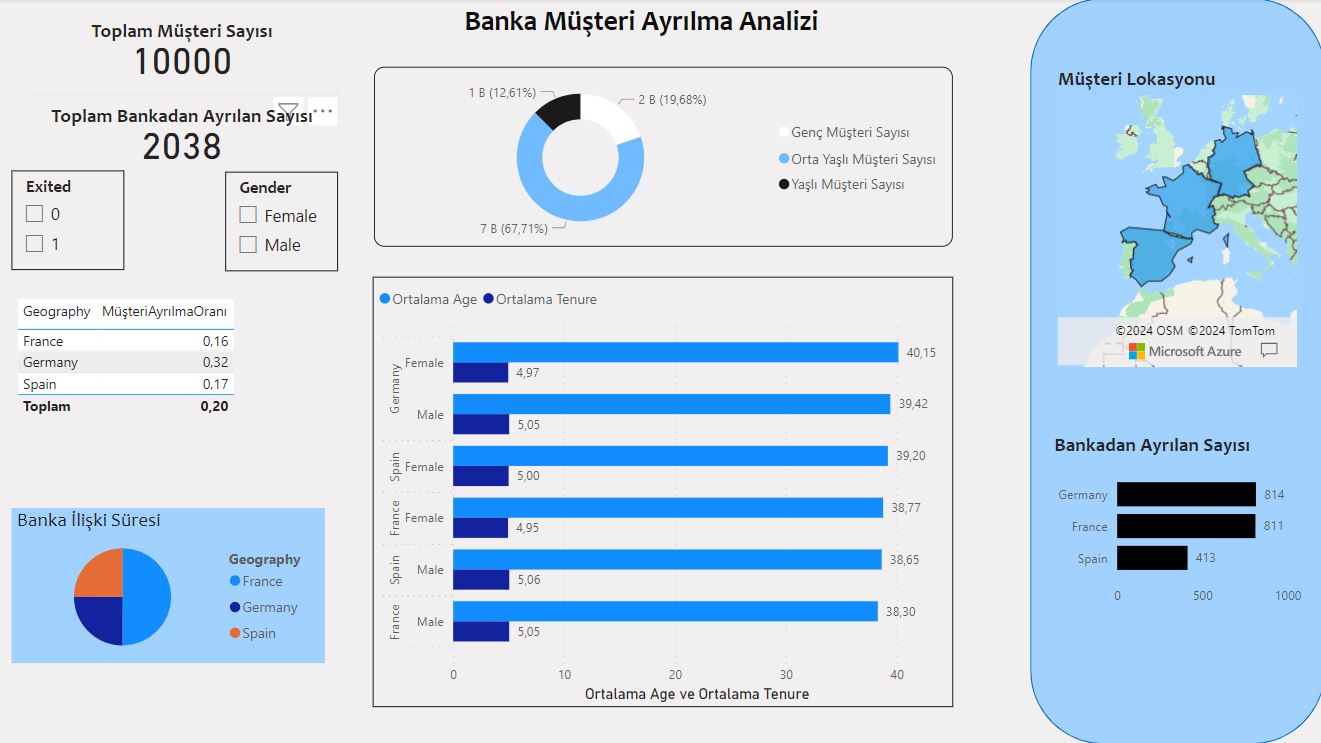 Banka Müşteri Ayrılma Analizi
Toplam Müşteri Sayısı
10000
Toplam Bankadan Ayrılan Sayısı
2038
Exited
0
1
Gender
Female
Male
Geography MüşteriAyrılmaOranı
France 0,16
Germany 0,32
Spain 0,17
Toplam 0,20
Banka İlişki Süresi
Geography
France
Germany
Spain
1 B (12,61%)
2 B (19,68%)
7 B (67,71%)
Genç Müşteri Sayısı
Orta Yaşlı Müşteri Sayısı
Yaşlı Müşteri Sayısı
Ortalama Age Ortalama Tenure
Germany
Female 40,15
4,97
Male 39,42
5,05
Spain
Female 39,20
5,00
France
Female 38,77
4,95
Spain
Male 38,65
5,06
France
Male 38,30
5,05
0 10 20 30 40
Ortalama Age ve Ortalama Tenure
Müşteri Lokasyonu
©2024 OSM ©2024 TomTom
Microsoft Azure
Bankadan Ayrılan Sayısı
Germany 814
France 811
Spain 413
0 500 1000